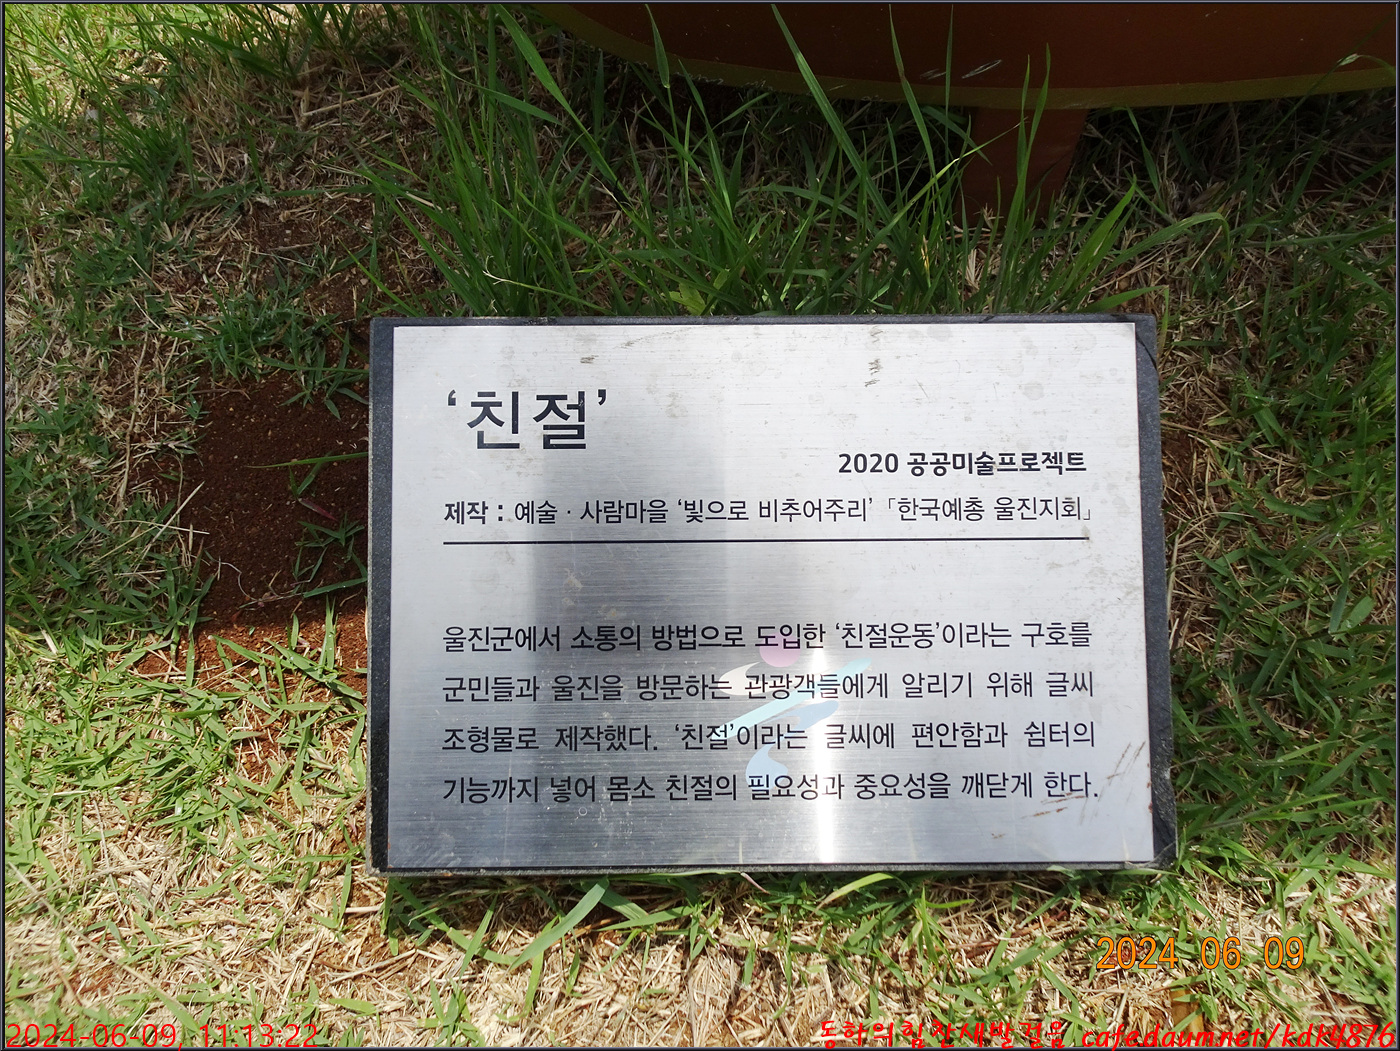 ‘친절’
2020 공공미술프로젝트
제작 : 예술 · 사람마을 ‘빛으로 비추어주리’ 「한국예총 울진지회」
울진군에서 소통의 방법으로 도입한 ‘친절운동’이라는 구호를
군민들과 울진을 방문하는 관광객들에게 알리기 위해 글씨
조형물로 제작했다. ‘친절’이라는 글씨에 편안함과 쉼터의
기능까지 넣어 몸소 친절의 필요성과 중요성을 깨닫게 한다.
2024 06 09
2024-06-09, 11:13:22
동하의힘찬새발걸음 cafe.daum.net/kdk4876